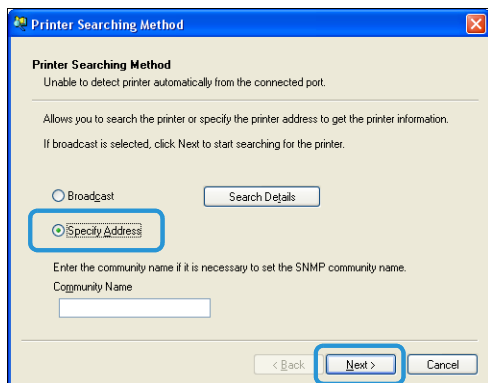 Printer Searching Method
Printer Searching Method
Unable to detect printer automatically from the connected port.
Allows you to search the printer or specify the printer address to get the printer information.
If broadcast is selected, click Next to start searching for the printer.
Broadcast
Search Details
Specify Address
Enter the community name if it is necessary to set the SNMP community name.
Community Name
< Back
Next >
Cancel